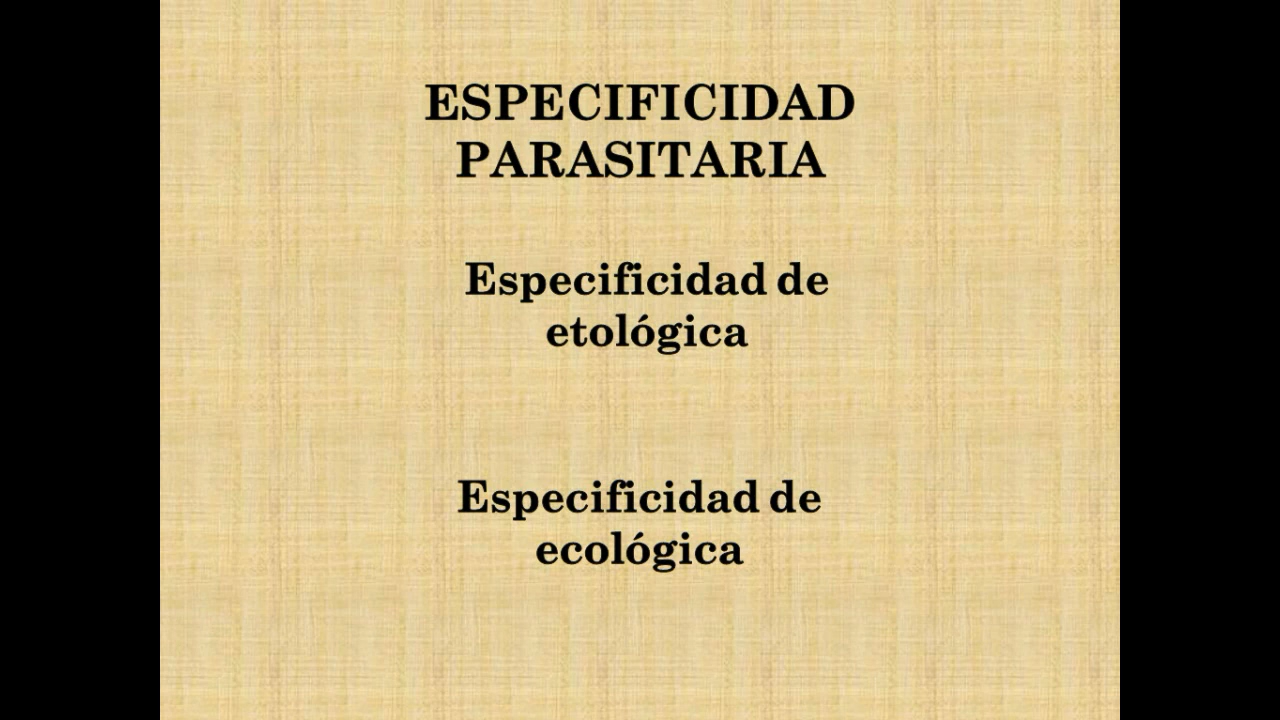 ESPECIFICIDAD
PARASITARIA
Especificidad de
etológica
Especificidad de
ecológica